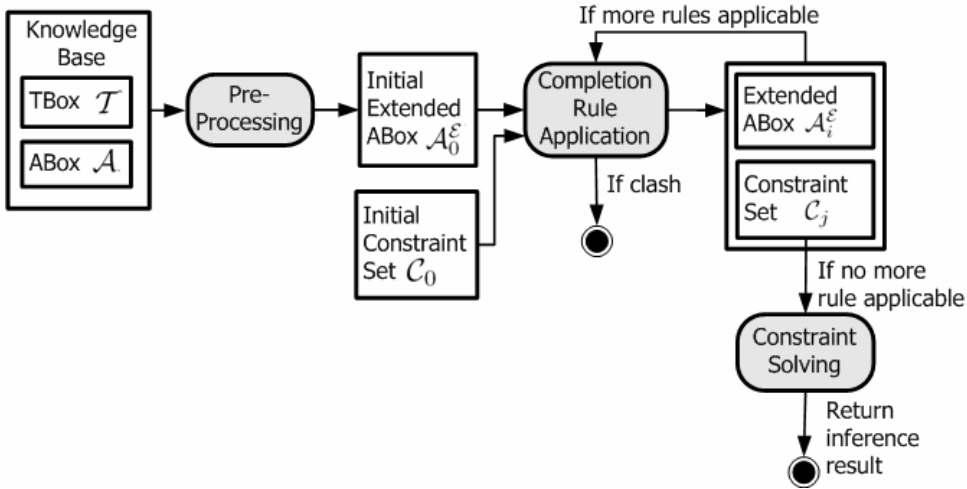 Knowledge
Base
TBox 𝒯
ABox 𝒜
Pre-
Processing
Initial
Extended
ABox 𝒜₀^ℰ
Initial
Constraint
Set 𝒞₀
If more rules applicable
Completion
Rule
Application
If clash
Extended
ABox 𝒜ᵢ^ℰ
Constraint
Set 𝒞ⱼ
If no more
rule applicable
Constraint
Solving
Return
inference
result